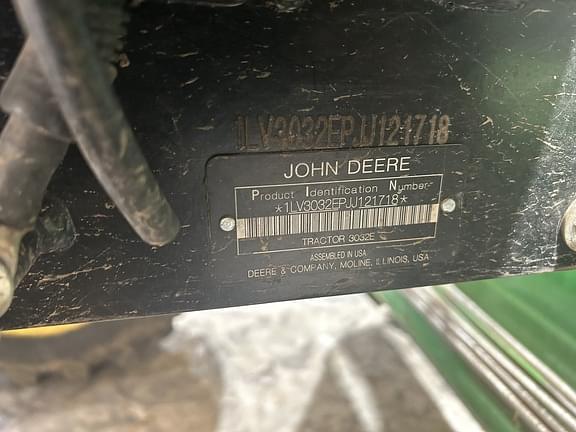 1LV3032EPJJ121718
JOHN DEERE
Product Identification Number
*1LV3032EPJJ121718*
TRACTOR 3032E
ASSEMBLED IN USA
DEERE & COMPANY, MOLINE, ILLINOIS, USA